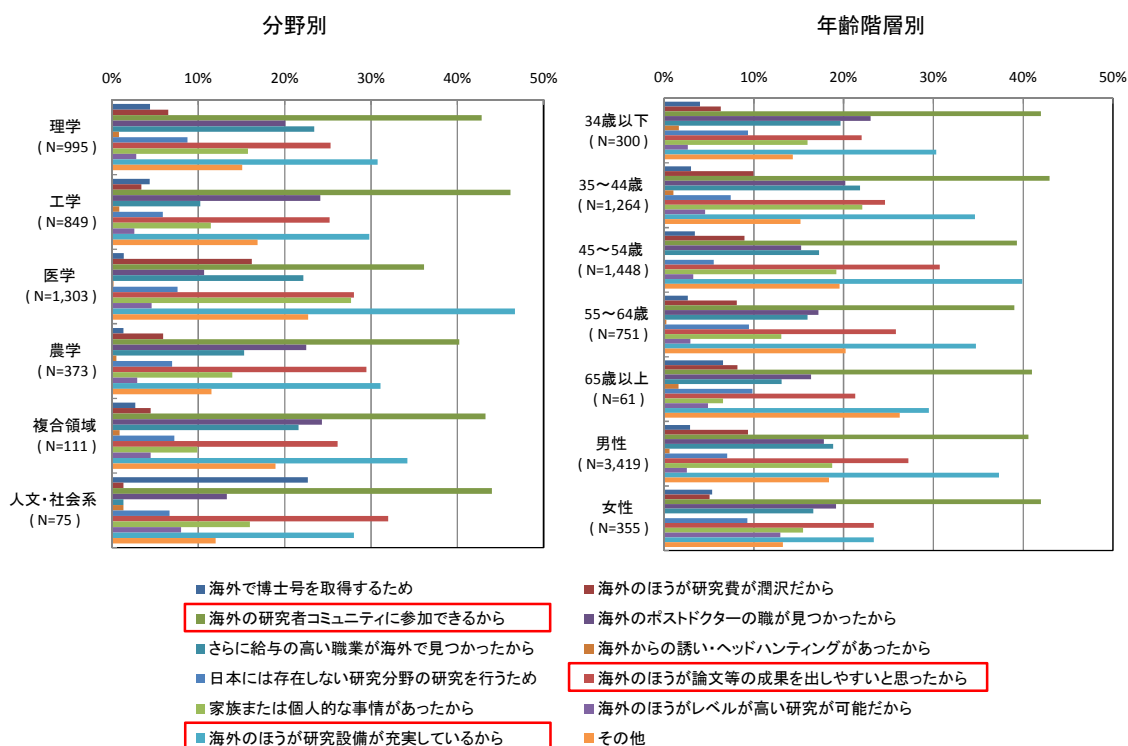 分野別
年齢階層別
0% 10% 20% 30% 40% 50%
理学
( N=995)
工学
( N=849)
医学
( N=1,303)
農学
( N=373)
複合領域
( N=111)
人文・社会系
( N=75)
0% 10% 20% 30% 40% 50%
34歳以下
( N=300)
35～44歳
( N=1,264)
45～54歳
( N=1,448)
55～64歳
( N=751)
65歳以上
( N=61)
男性
( N=3,419)
女性
( N=355)
海外で博士号を取得するため
海外のほうが研究費が潤沢だから
海外の研究者コミュニティに参加できるから
海外のポストドクターの職が見つかったから
さらに給与の高い職業が海外で見つかったから
海外からの誘い・ヘッドハンティングがあったから
日本には存在しない研究分野の研究を行うため
海外のほうが論文等の成果を出しやすいと思ったから
家族または個人的な事情があったから
海外のほうがレベルが高い研究が可能だから
海外のほうが研究設備が充実しているから
その他